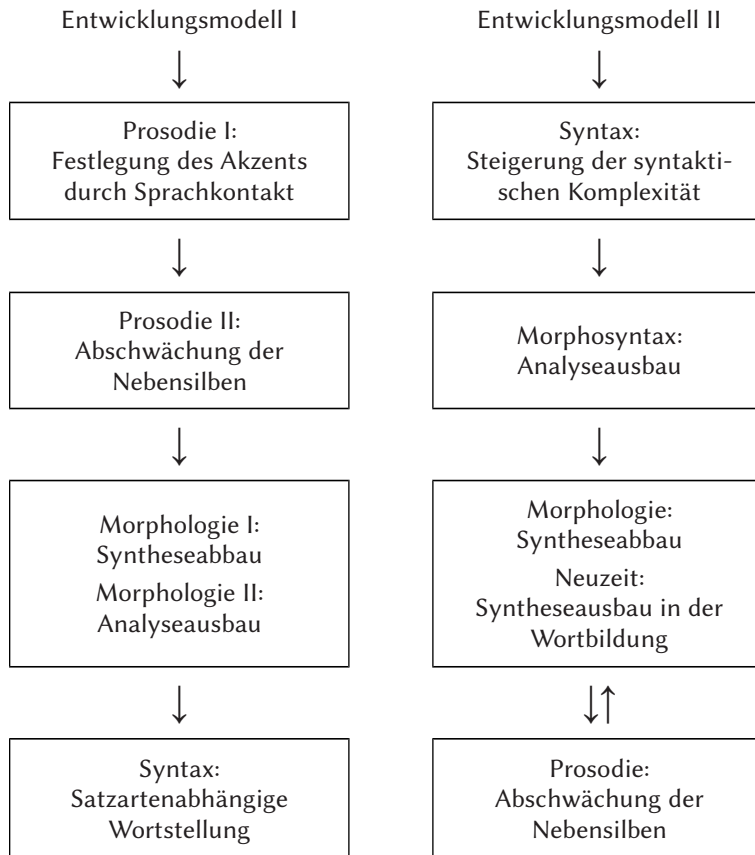 Entwicklungsmodell I
Prosodie I:
Festlegung des Akzents
durch Sprachkontakt
Prosodie II:
Abschwächung der
Nebensilben
Morphologie I:
Syntheseabbau
Morphologie II:
Analyseausbau
Syntax:
Satzartenabhängige
Wortstellung
Entwicklungsmodell II
Syntax:
Steigerung der syntakti-
schen Komplexität
Morphosyntax:
Analyseausbau
Morphologie:
Syntheseabbau
Neuzeit:
Syntheseausbau in der
Wortbildung
Prosodie:
Abschwächung der
Nebensilben